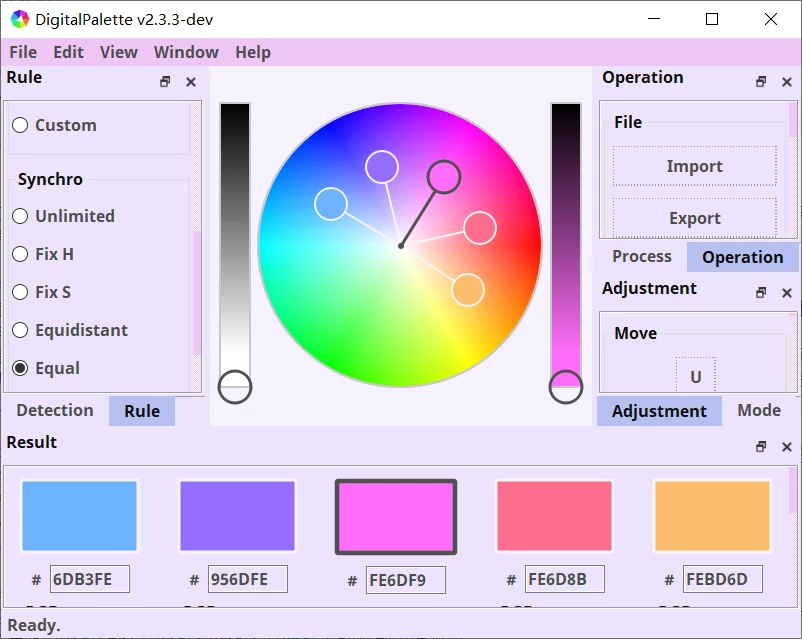 DigitalPalette v2.3.3-dev
File Edit View Window Help
Rule
Custom
Synchro
Unlimited
Fix H
Fix S
Equidistant
Equal
Detection Rule
Operation
File
Import
Export
Process Operation
Adjustment
Move
U
Adjustment Mode
Result
# 6DB3FE # 956DFE # FE6DF9 # FE6D8B # FEBD6D
Ready.